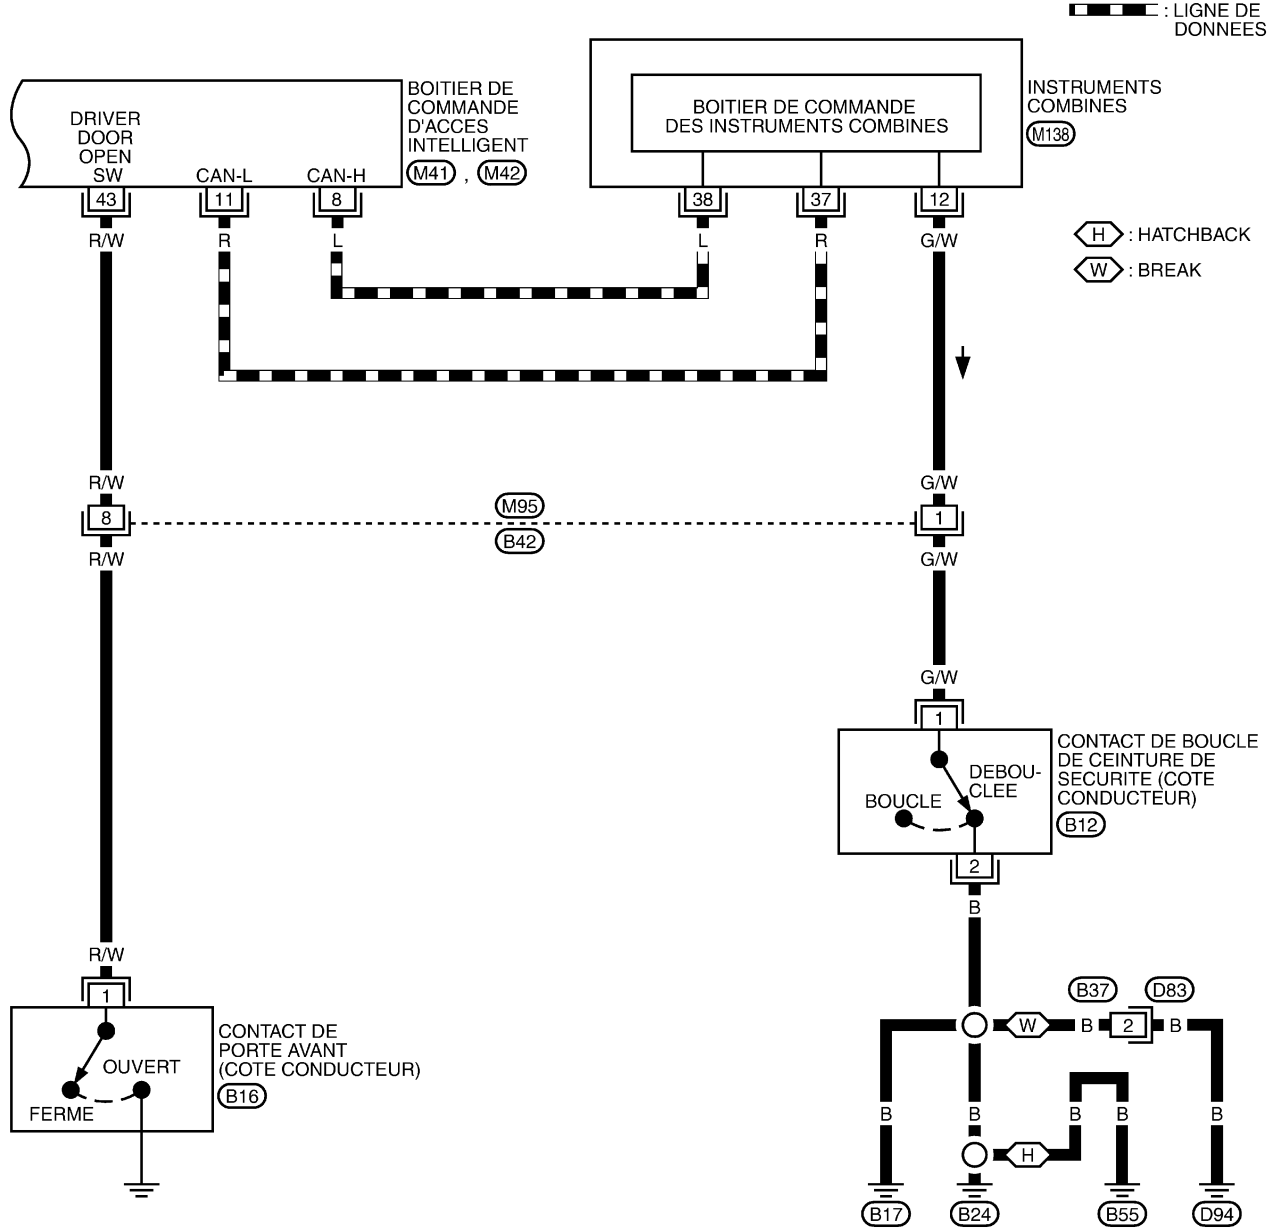 : LIGNE DE
DONNEES
BOITIER DE
COMMANDE
D'ACCES
INTELLIGENT
M41 , M42
DRIVER
DOOR
OPEN
SW
CAN-L
CAN-H
BOITIER DE COMMANDE
DES INSTRUMENTS COMBINES
INSTRUMENTS
COMBINES
M138
43
11
8
38
37
12
R/W
R
L
L
R
G/W
H : HATCHBACK
W : BREAK
R/W
G/W
M95
8
1
B42
R/W
G/W
G/W
1
CONTACT DE BOUCLE
DE CEINTURE DE
SECURITE (COTE
CONDUCTEUR)
B12
DEBOU-
CLEE
BOUCLE
2
B
R/W
1
CONTACT DE
PORTE AVANT
(COTE CONDUCTEUR)
B16
OUVERT
FERME
B37
D83
W
B
2
B
B
B
B
B
B
H
B17
B24
B55
D94